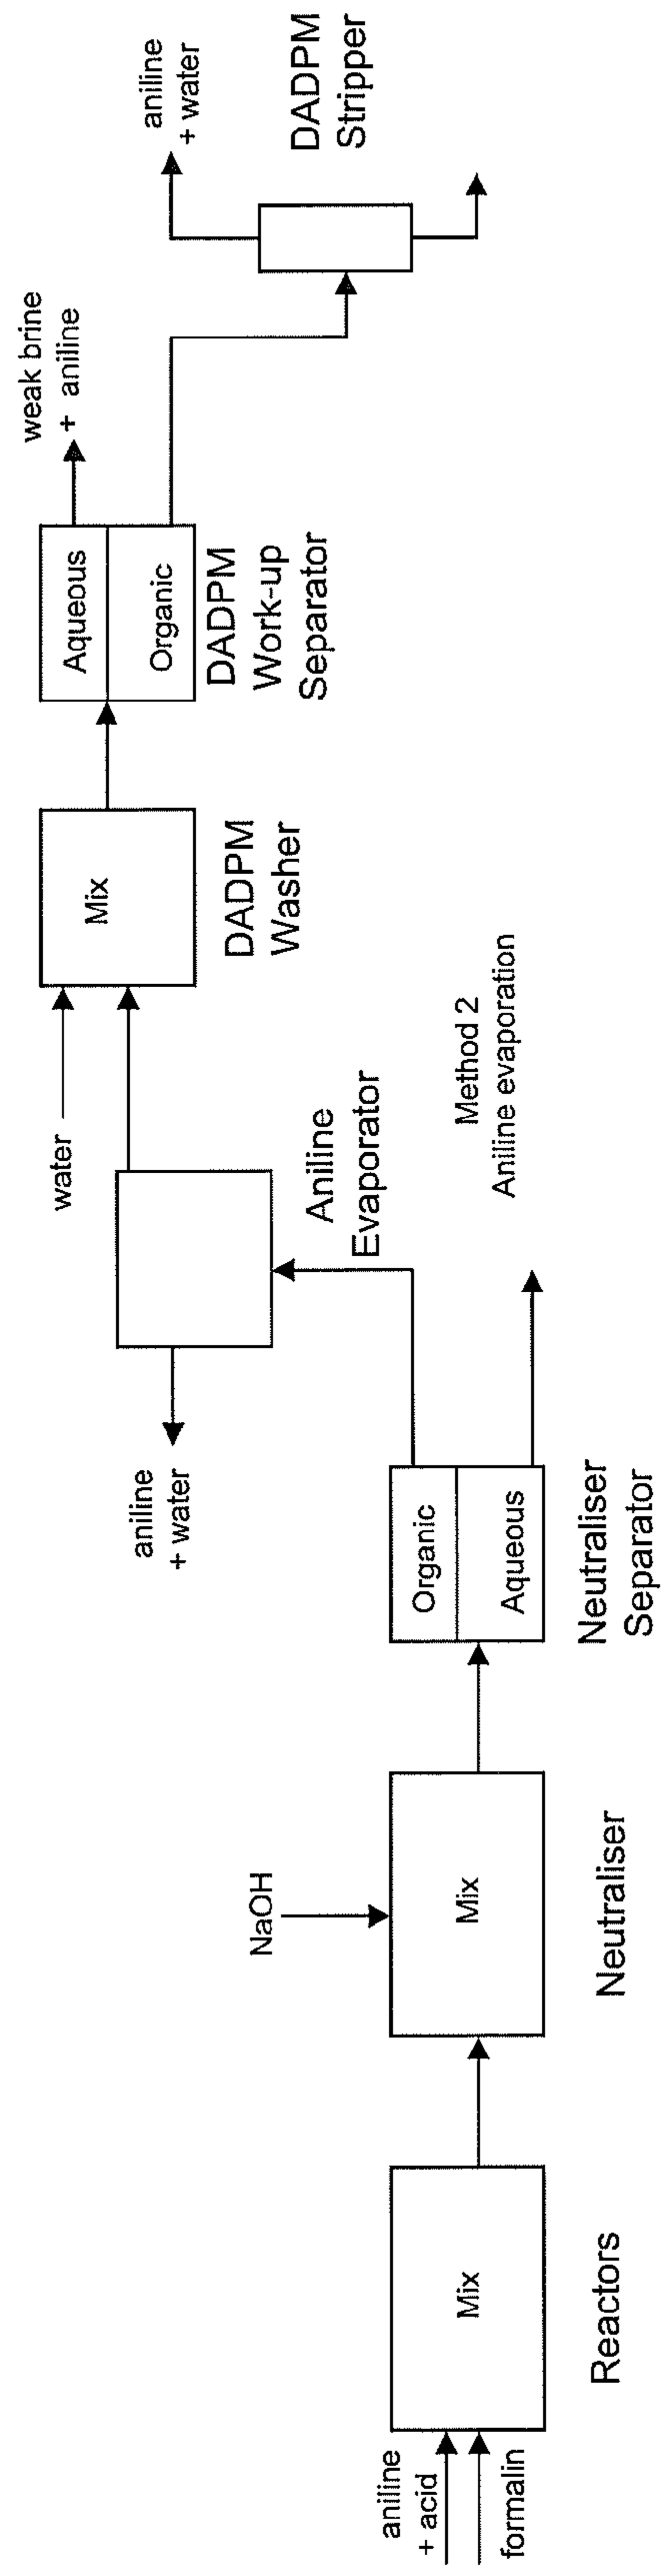 aniline
+ acid
formalin
Mix
Reactors
NaOH
Mix
Neutraliser
Organic
Aqueous
Neutraliser
Separator
Method 2
Aniline evaporation
aniline
+ water
Aniline
Evaporator
water
Mix
DADPM
Washer
Aqueous
Organic
DADPM
Work-up
Separator
weak brine
+ aniline
aniline
+ water
DADPM
Stripper